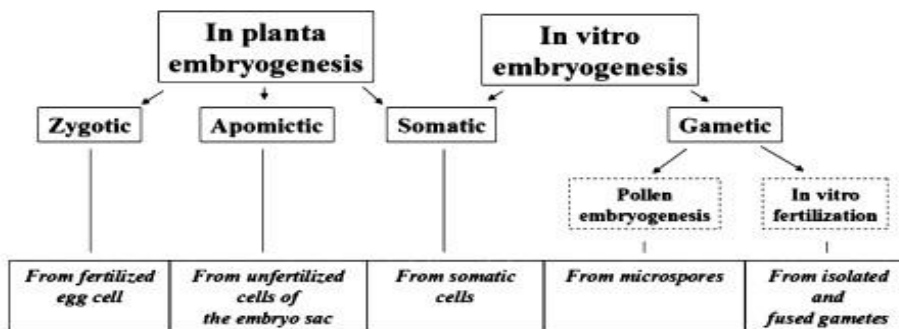 In planta
embryogenesis
In vitro
embryogenesis
Zygotic
Apomictic
Somatic
Gametic
Pollen
embryogenesis
In vitro
fertilization
From fertilized
egg cell
From unfertilized
cells of
the embryo sac
From somatic
cells
From microspores
From isolated
and
fused gametes